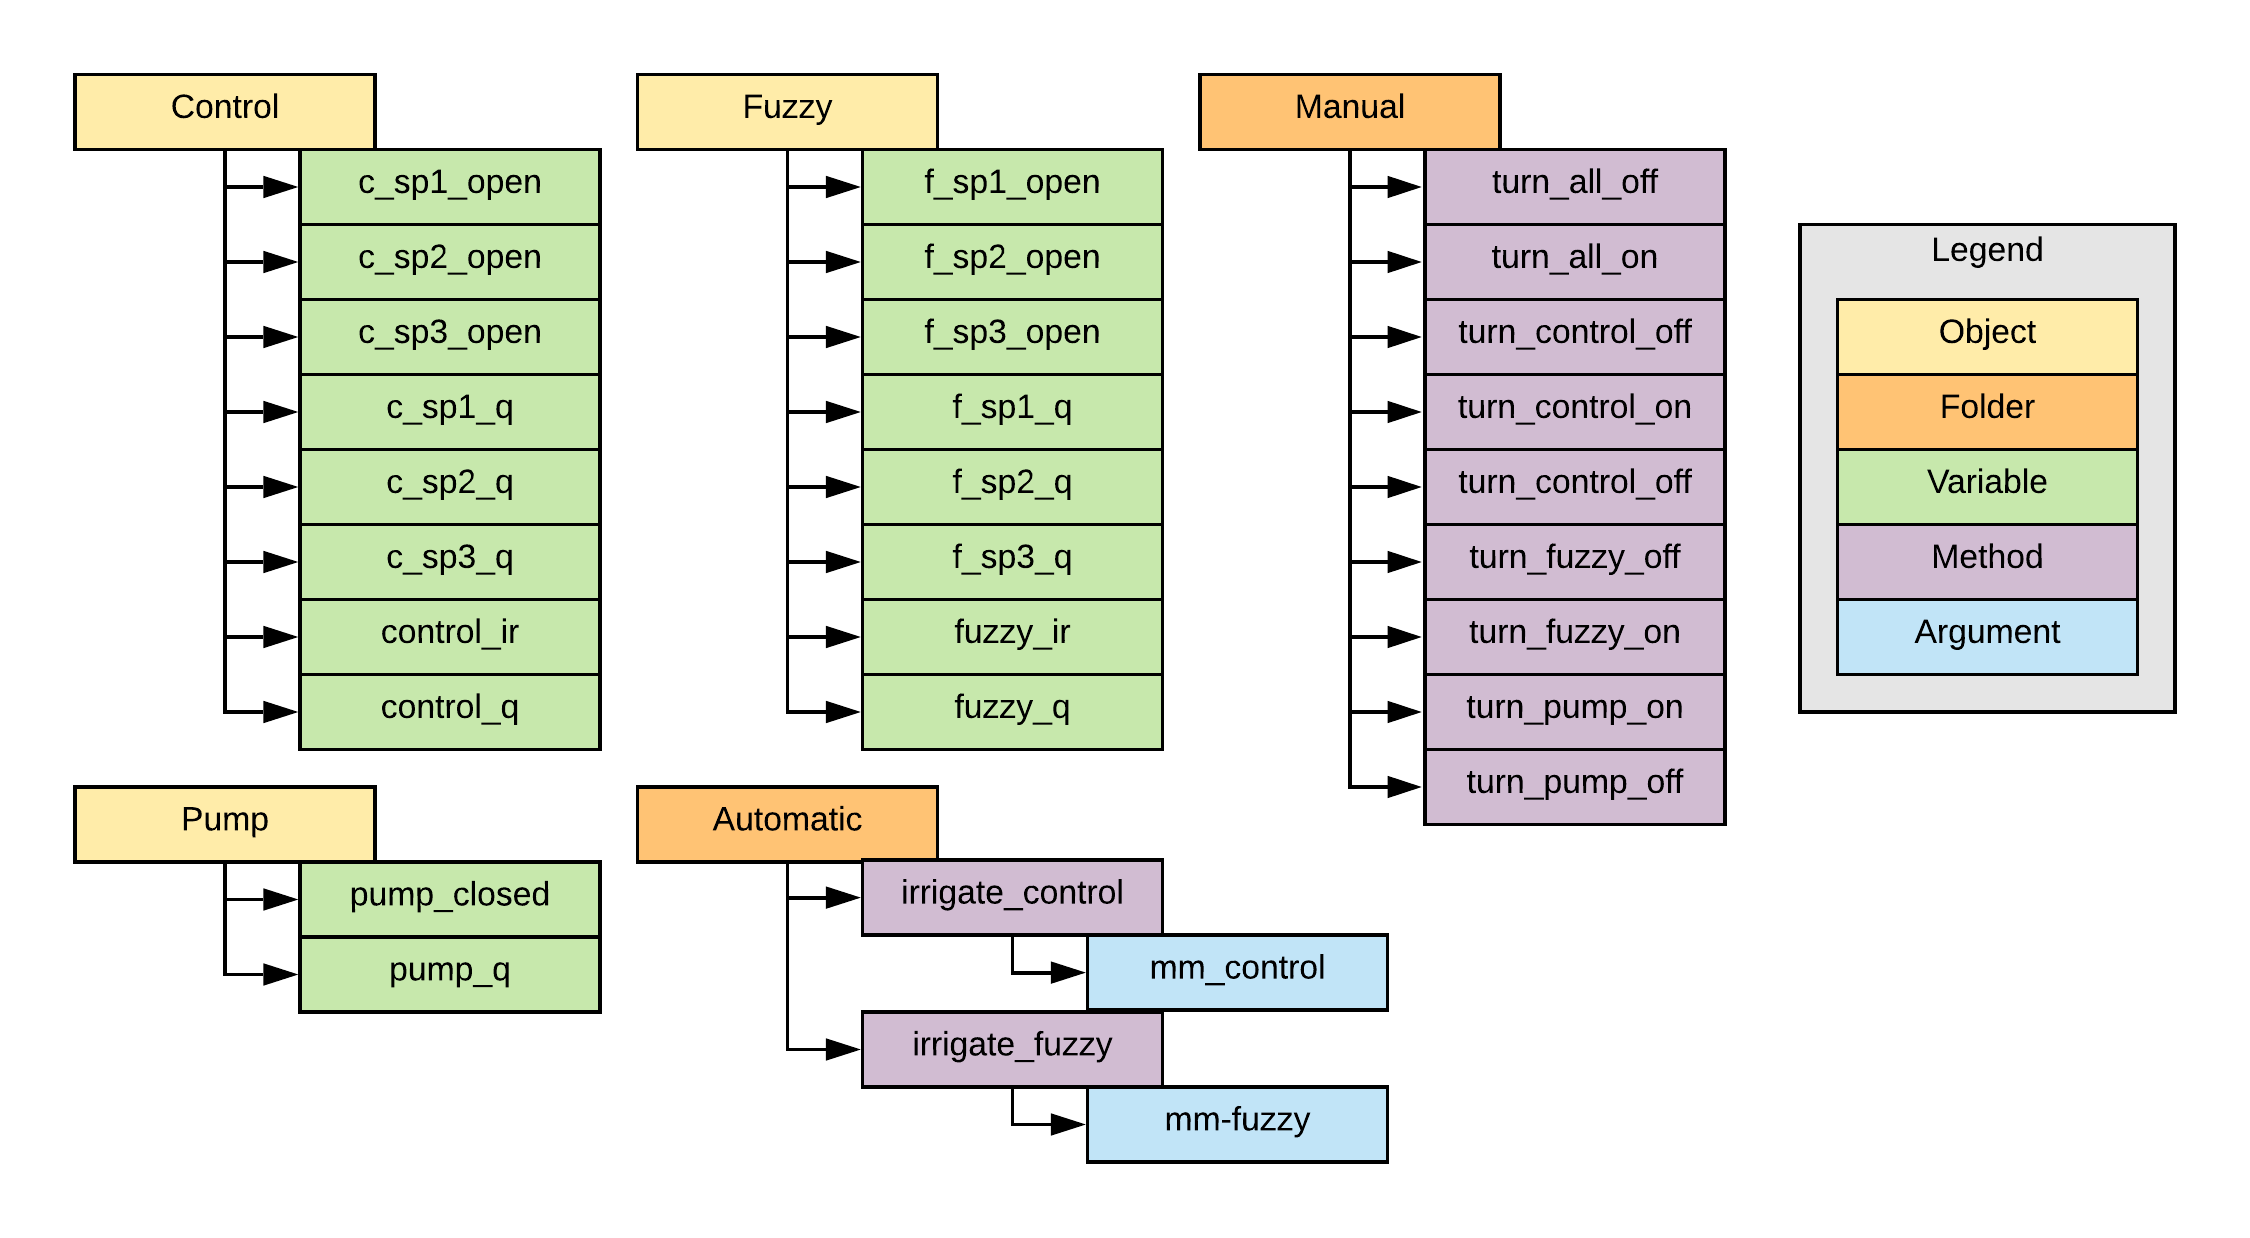 Control
c_sp1_open
c_sp2_open
c_sp3_open
c_sp1_q
c_sp2_q
c_sp3_q
control_ir
control_q
Fuzzy
f_sp1_open
f_sp2_open
f_sp3_open
f_sp1_q
f_sp2_q
f_sp3_q
fuzzy_ir
fuzzy_q
Manual
turn_all_off
turn_all_on
turn_control_off
turn_control_on
turn_control_off
turn_fuzzy_off
turn_fuzzy_on
turn_pump_on
turn_pump_off
Legend
Object
Folder
Variable
Method
Argument
Pump
pump_closed
pump_q
Automatic
irrigate_control
mm_control
irrigate_fuzzy
mm-fuzzy